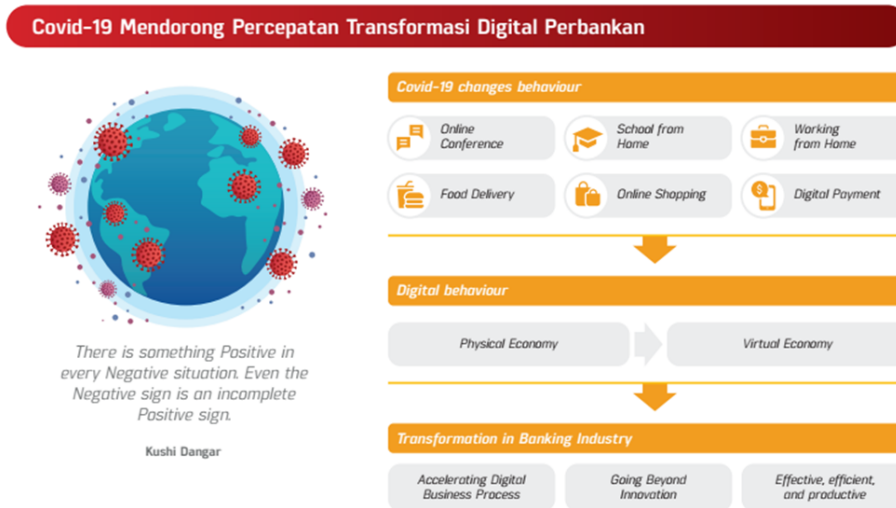 Covid-19 Mendorong Percepatan Transformasi Digital Perbankan
There is something Positive in
every Negative situation. Even the
Negative sign is an incomplete
Positive sign.
Kushi Dangar
Covid-19 changes behaviour
Online
Conference
School from
Home
Working
from Home
Food Delivery
Online Shopping
Digital Payment
Digital behaviour
Physical Economy
Virtual Economy
Transformation in Banking Industry
Accelerating Digital
Business Process
Going Beyond
Innovation
Effective, efficient,
and productive